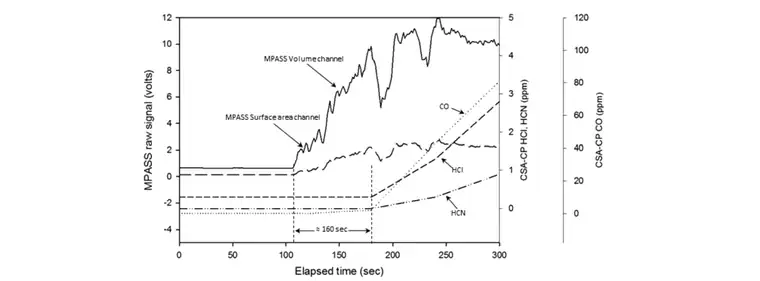 12
10
8
6
4
2
0
-2
-4
MPASS raw signal (volts)
MPASS Volume channel
MPASS Surface area channel
CO
HCl
HCN
≈ 160 sec
0
50
100
150
200
250
300
Elapsed time (sec)
5
4
3
2
1
0
CSA-CP HCl, HCN (ppm)
120
100
80
60
40
20
0
CSA-CP CO (ppm)